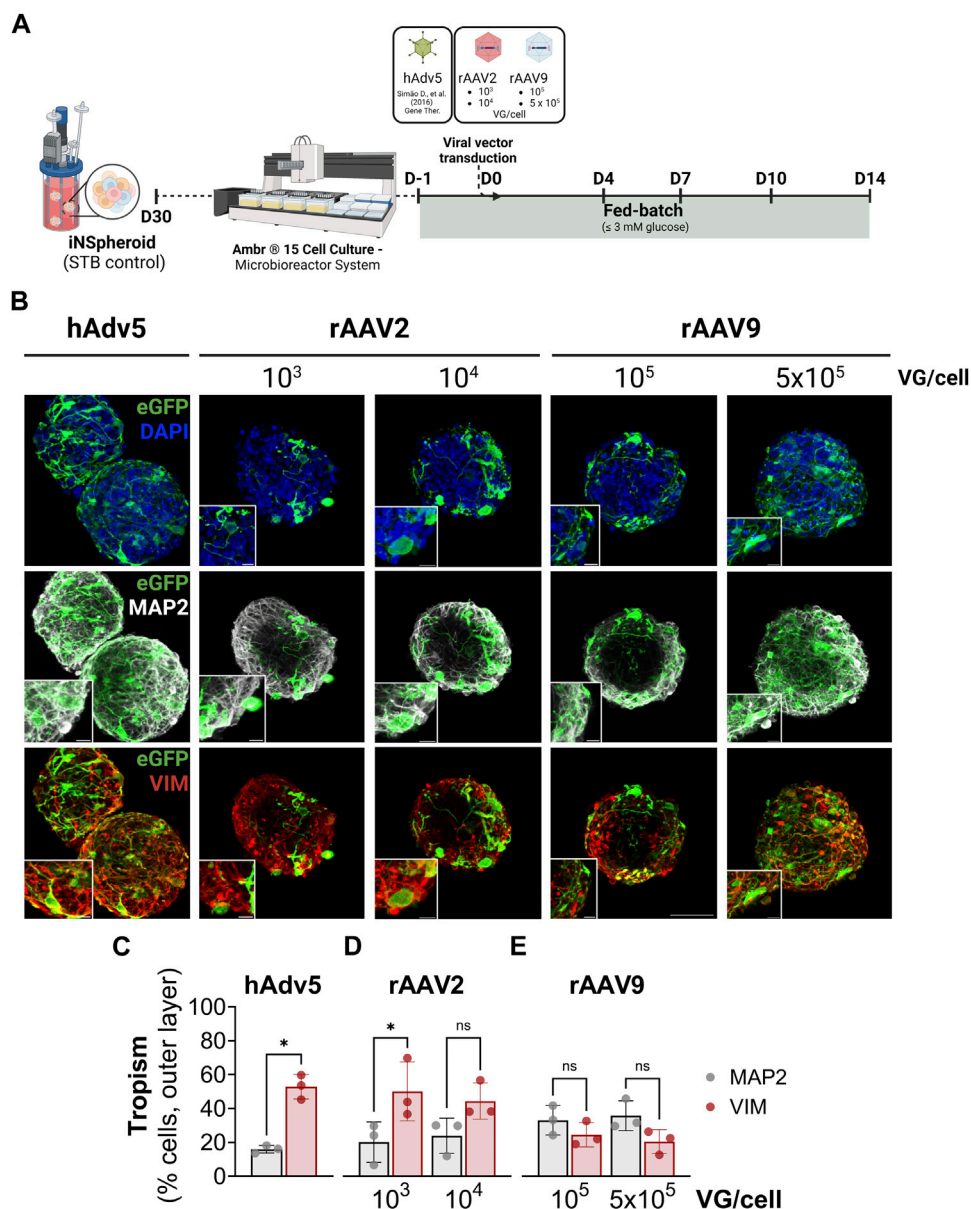 A
hAdv5
Simão D., et al.
(2016)
Gene Ther.
rAAV2 rAAV9
• 10³ • 10⁵
• 10⁴ • 5 x 10⁵
VG/cell
Viral vector
transduction
D-1 D0 D4 D7 D10 D14
D30
Fed-batch
(≤ 3 mM glucose)
iNSpheroid
(STB control)
Ambr ® 15 Cell Culture -
Microbioreactor System
B
hAdv5 rAAV2 rAAV9
10³ 10⁴ 10⁵ 5x10⁵ VG/cell
eGFP
DAPI
eGFP
MAP2
eGFP
VIM
C D E
hAdv5 rAAV2 rAAV9
Tropism
(% cells, outer layer)
100
80
60
40
20
0
* * ns ns ns
MAP2
VIM
10³ 10⁴ 10⁵ 5x10⁵ VG/cell